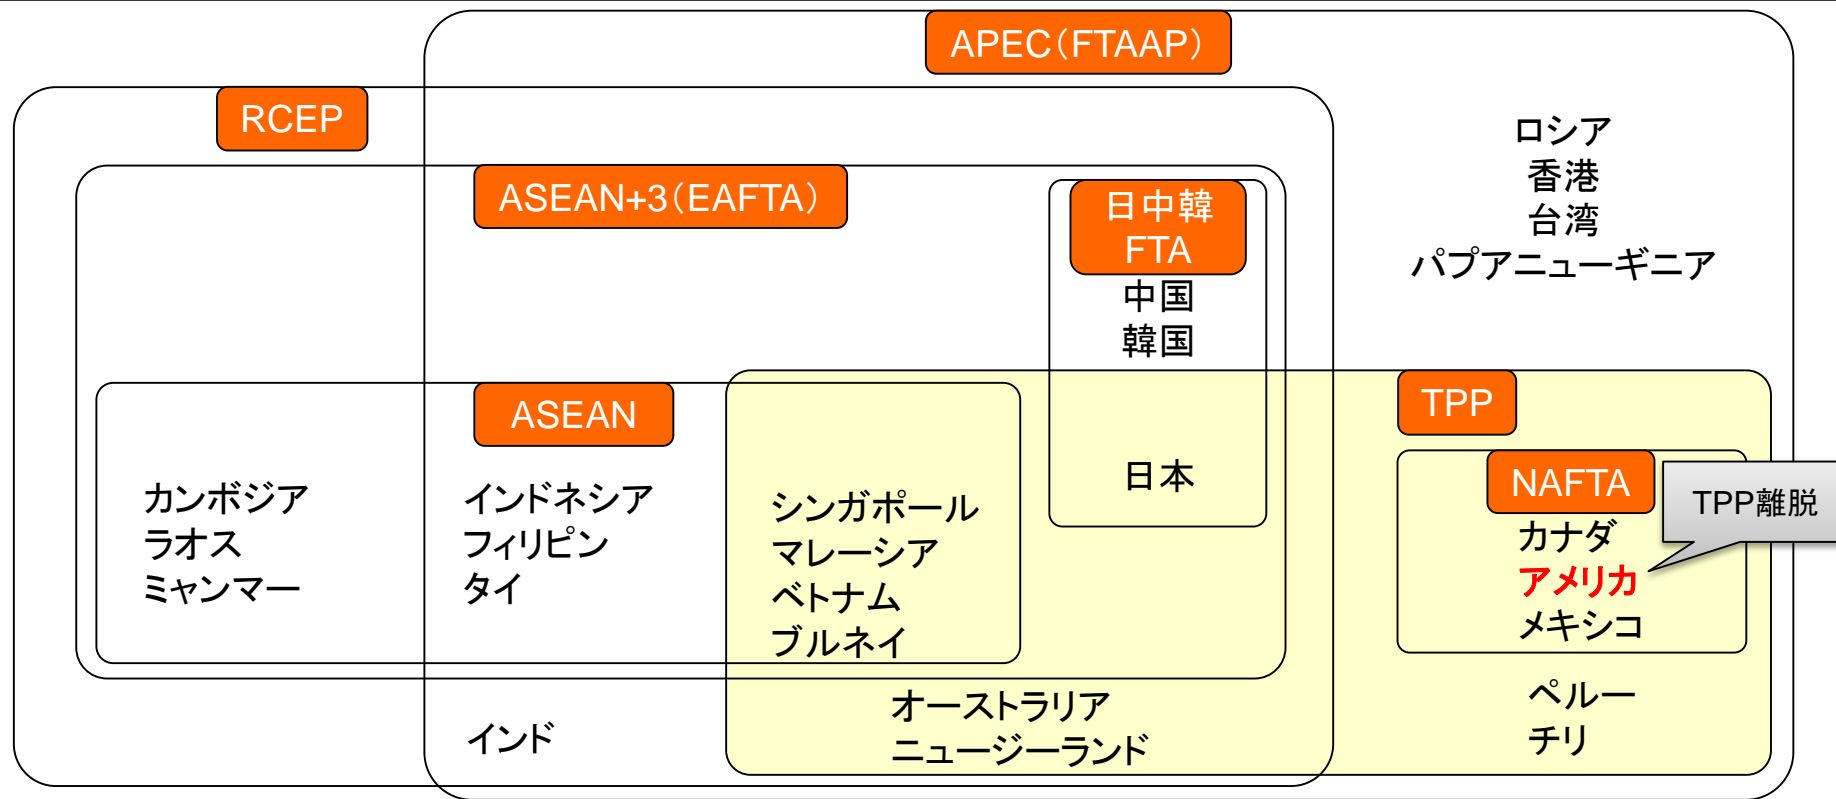 APEC(FTAAP)
RCEP
ASEAN+3(EAFTA)
日中韓
FTA
中国
韓国
ロシア
香港
台湾
パプアニューギニア
ASEAN
TPP
NAFTA
TPP離脱
カナダ
アメリカ
メキシコ
日本
カンボジア
ラオス
ミャンマー
インドネシア
フィリピン
タイ
シンガポール
マレーシア
ベトナム
ブルネイ
インド
オーストラリア
ニュージーランド
ペルー
チリ